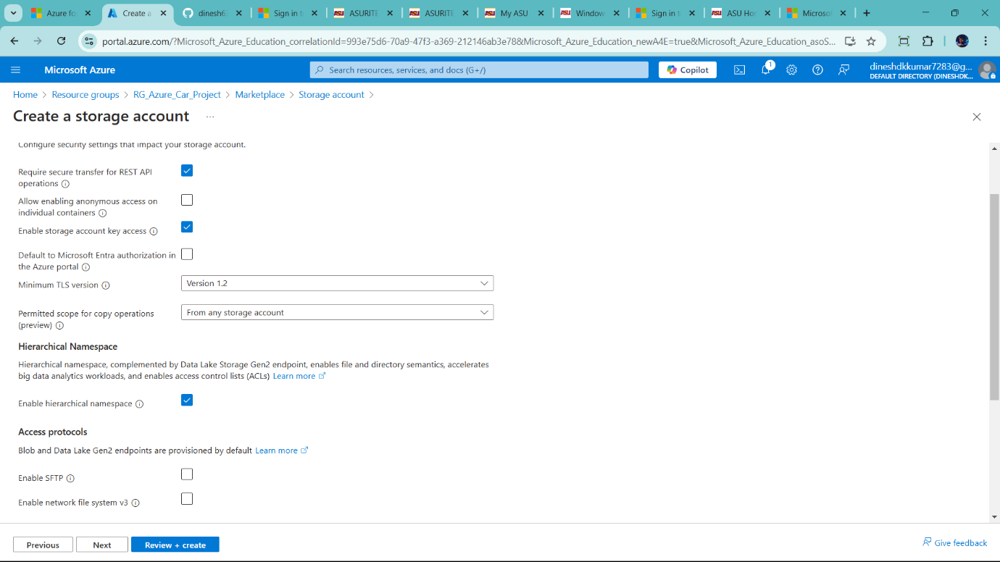 Azure fo
Create a
dinesh6
Sign in t
ASURITE
ASURITE
My ASU
Window
Sign in t
ASU Ho
Microso
portal.azure.com/?Microsoft_Azure_Education_correlationId=993e75d6-70a9-47f3-a369-212146ab3e78&Microsoft_Azure_Education_newA4E=true&Microsoft_Azure_Education_asoS...
Microsoft Azure
Search resources, services, and docs (G+/)
Copilot
1
dineshdkkumar7283@g...
DEFAULT DIRECTORY (DINESHDK...
Home > Resource groups > RG_Azure_Car_Project > Marketplace > Storage account >
Create a storage account ...
Configure security settings that impact your storage account.
Require secure transfer for REST API
operations
Allow enabling anonymous access on
individual containers
Enable storage account key access
Default to Microsoft Entra authorization in
the Azure portal
Minimum TLS version
Version 1.2
Permitted scope for copy operations
(preview)
From any storage account
Hierarchical Namespace
Hierarchical namespace, complemented by Data Lake Storage Gen2 endpoint, enables file and directory semantics, accelerates
big data analytics workloads, and enables access control lists (ACLs) Learn more
Enable hierarchical namespace
Access protocols
Blob and Data Lake Gen2 endpoints are provisioned by default Learn more
Enable SFTP
Enable network file system v3
Previous
Next
Review + create
Give feedback